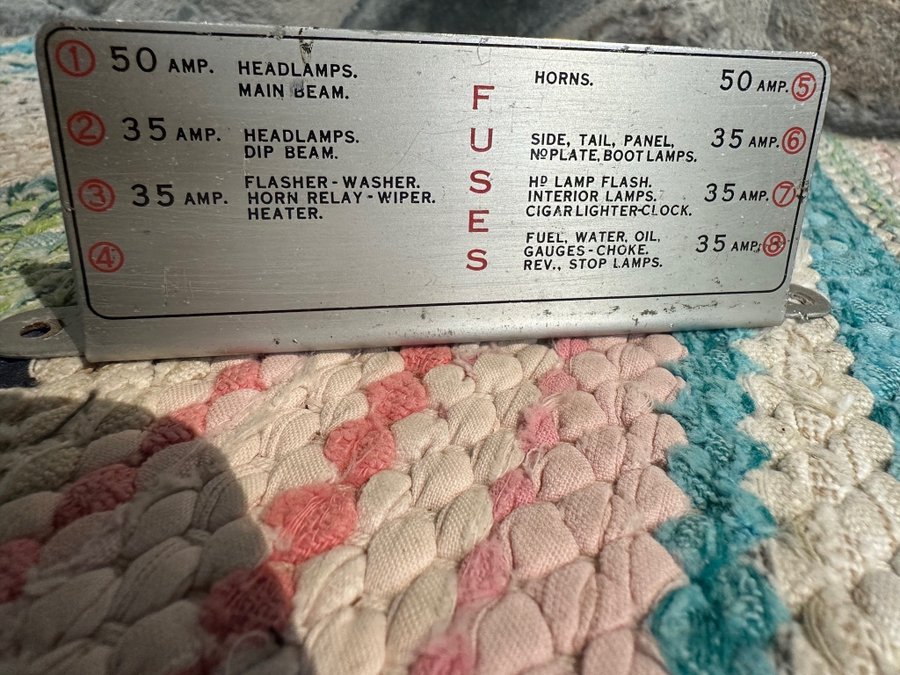 ① 50 AMP. HEADLAMPS.
MAIN BEAM.
② 35 AMP. HEADLAMPS.
DIP BEAM.
③ 35 AMP. FLASHER-WASHER.
HORN RELAY-WIPER.
HEATER.
④
FUSES
HORNS. 50 AMP. ⑤
SIDE, TAIL, PANEL, 35 AMP. ⑥
Nº PLATE, BOOT LAMPS.
Hᴰ LAMP FLASH. 35 AMP. ⑦
INTERIOR LAMPS.
CIGAR LIGHTER-CLOCK.
FUEL, WATER, OIL, 35 AMP. ⑧
GAUGES-CHOKE.
REV., STOP LAMPS.